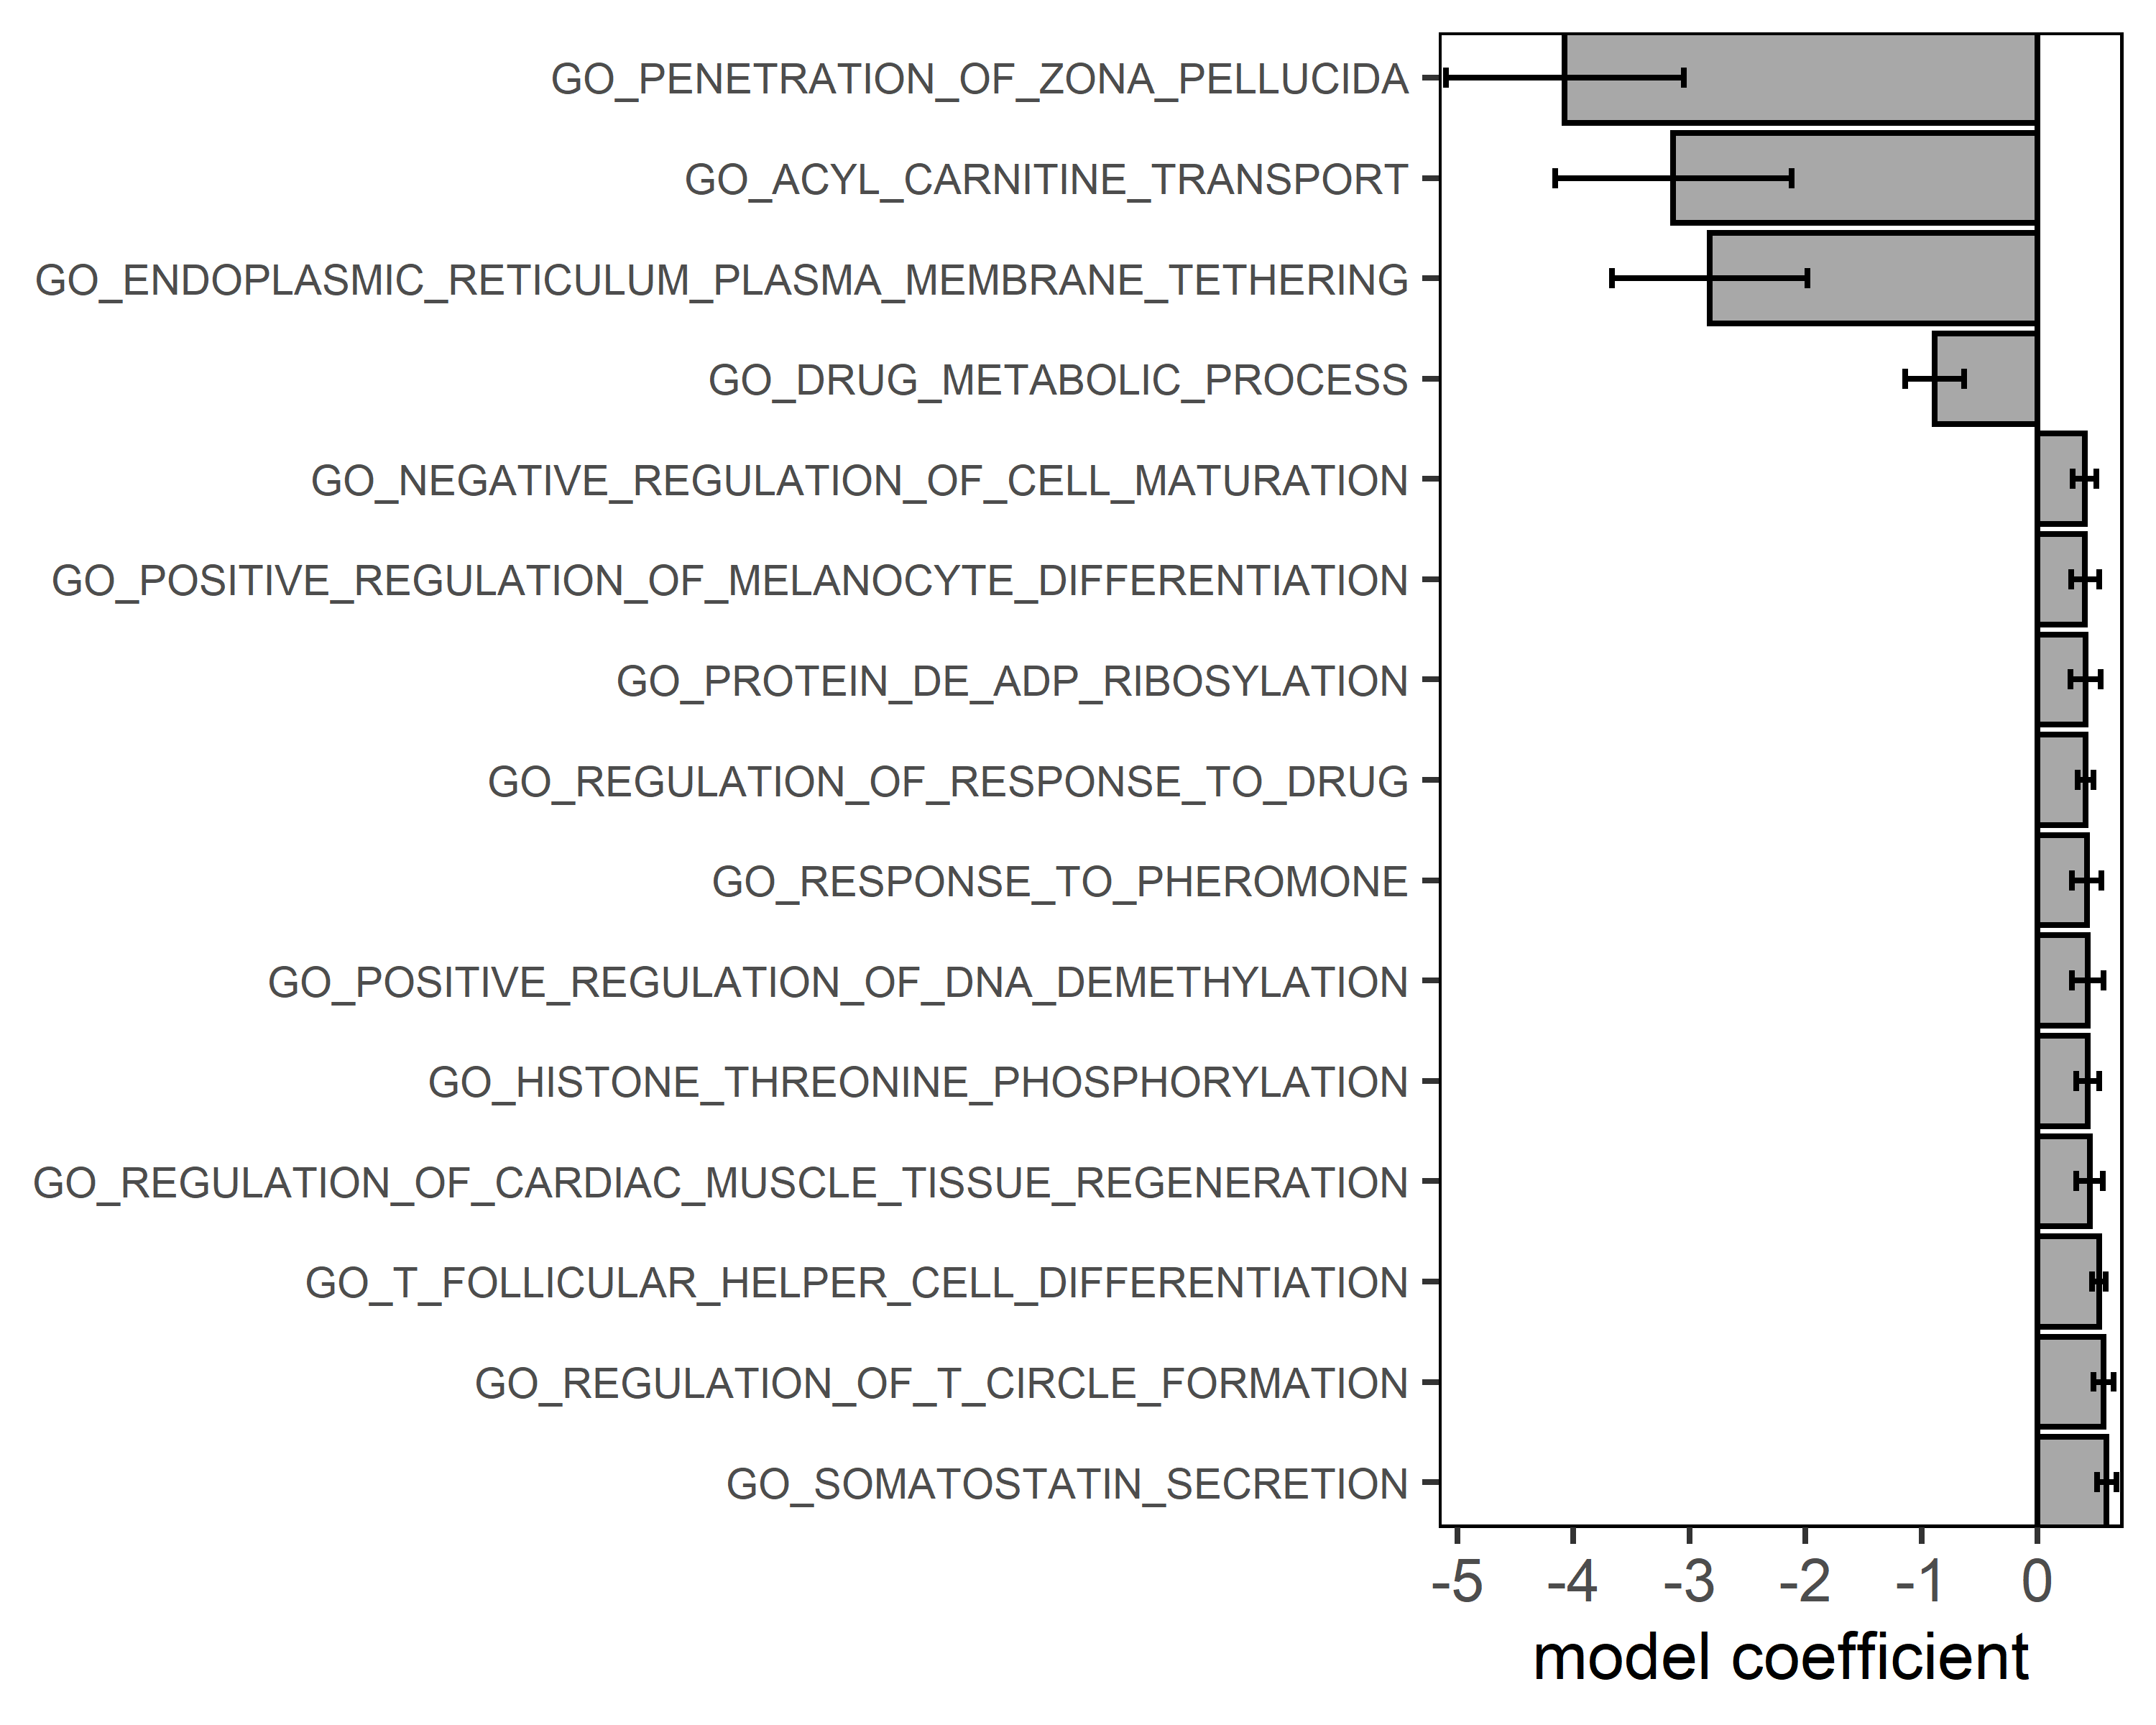 GO_PENETRATION_OF_ZONA_PELLUCIDA
GO_ACYL_CARNITINE_TRANSPORT
GO_ENDOPLASMIC_RETICULUM_PLASMA_MEMBRANE_TETHERING
GO_DRUG_METABOLIC_PROCESS
GO_NEGATIVE_REGULATION_OF_CELL_MATURATION
GO_POSITIVE_REGULATION_OF_MELANOCYTE_DIFFERENTIATION
GO_PROTEIN_DE_ADP_RIBOSYLATION
GO_REGULATION_OF_RESPONSE_TO_DRUG
GO_RESPONSE_TO_PHEROMONE
GO_POSITIVE_REGULATION_OF_DNA_DEMETHYLATION
GO_HISTONE_THREONINE_PHOSPHORYLATION
GO_REGULATION_OF_CARDIAC_MUSCLE_TISSUE_REGENERATION
GO_T_FOLLICULAR_HELPER_CELL_DIFFERENTIATION
GO_REGULATION_OF_T_CIRCLE_FORMATION
GO_SOMATOSTATIN_SECRETION
-5 -4 -3 -2 -1 0
model coefficient